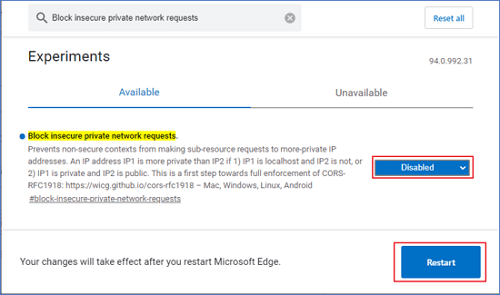 Block insecure private network requests
Reset all
Experiments
94.0.992.31
Available
Unavailable
Block insecure private network requests.
Prevents non-secure contexts from making sub-resource requests to more-private IP
addresses. An IP address IP1 is more private than IP2 if 1) IP1 is localhost and IP2 is not, or
2) IP1 is private and IP2 is public. This is a first step towards full enforcement of CORS-
RFC1918: https://wicg.github.io/cors-rfc1918 – Mac, Windows, Linux, Android
#block-insecure-private-network-requests
Disabled
Your changes will take effect after you restart Microsoft Edge.
Restart